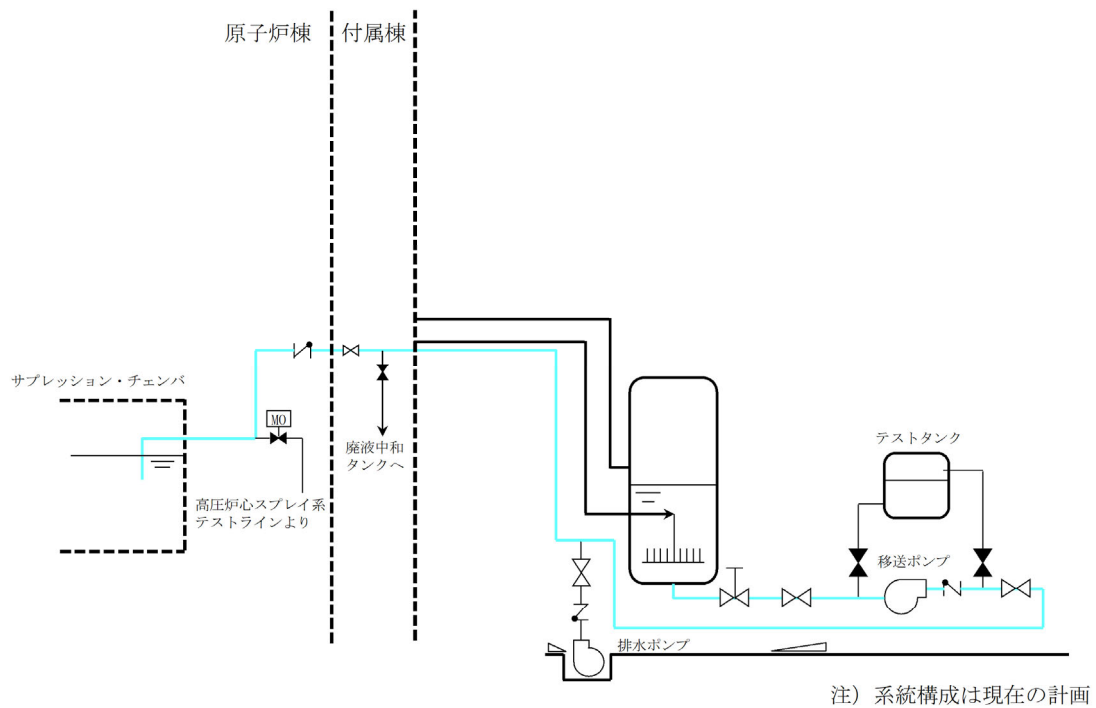 原子炉棟
付属棟
サプレッション・チェンバ
MO
高圧炉心スプレイ系
テストラインより
廃液中和
タンクへ
テストタンク
移送ポンプ
排水ポンプ
注）系統構成は現在の計画